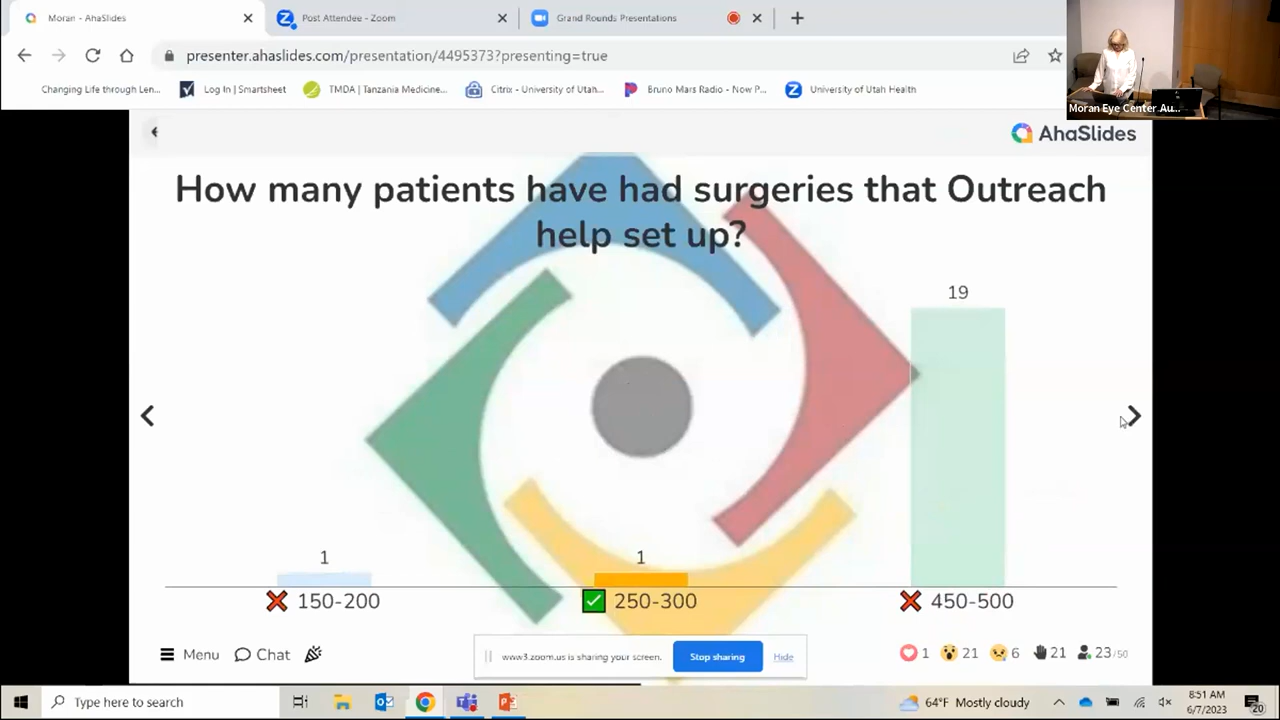 Moran - AhaSlides
Post Attendee - Zoom
Grand Rounds Presentations
presenter.ahaslides.com/presentation/4495373?presenting=true
Changing Life through Len...
Log In | Smartsheet
TMDA | Tanzania Medicine...
Citrix - University of Utah...
Bruno Mars Radio - Now P...
University of Utah Health
Moran Eye Center Au...
AhaSlides
How many patients have had surgeries that Outreach
help set up?
19
1
1
150-200
250-300
450-500
Menu
Chat
www3.zoom.us is sharing your screen.
Stop sharing
Hide
1
21
6
21
23/50
Type here to search
64°F Mostly cloudy
8:51 AM
6/7/2023
20